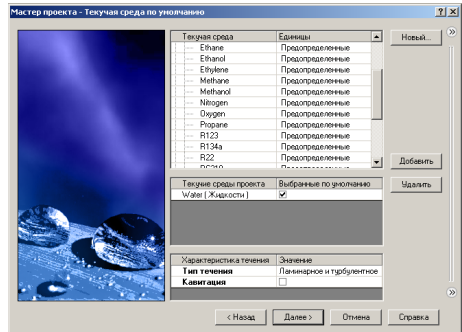 Мастер проекта - Текучая среда по умолчанию
Текучая среда Единицы Новый...
Ethane Предопределенные
Ethanol Предопределенные
Ethylene Предопределенные
Methane Предопределенные
Methanol Предопределенные
Nitrogen Предопределенные
Oxygen Предопределенные
Propane Предопределенные
R123 Предопределенные
R134a Предопределенные
R22 Предопределенные
Добавить
Текучие среды проекта Выбранные по умолчанию Удалить
Water ( Жидкости )
Характеристика течения Значение
Тип течения Ламинарное и турбулентное
Кавитация
< Назад Далее > Отмена Справка